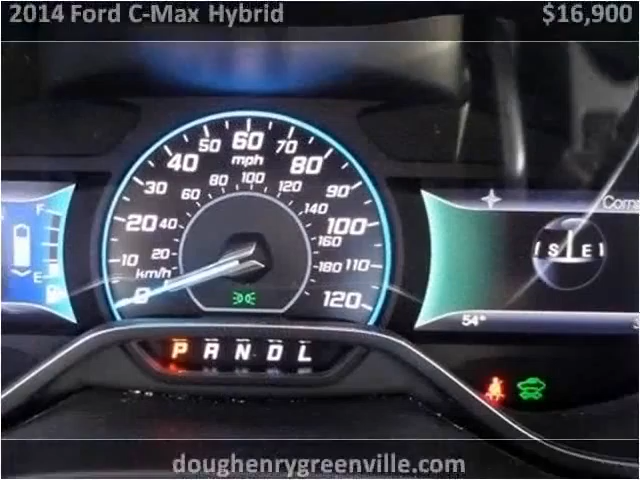 2014 Ford C-Max Hybrid $16,900
60
50 70
mph
40 80
80 100 120
30 60 90
140
20 40 100
160
10 20 180 110
km/h
0 120
F
E
S E
54°
P R N D L
doughenrygreenville.com